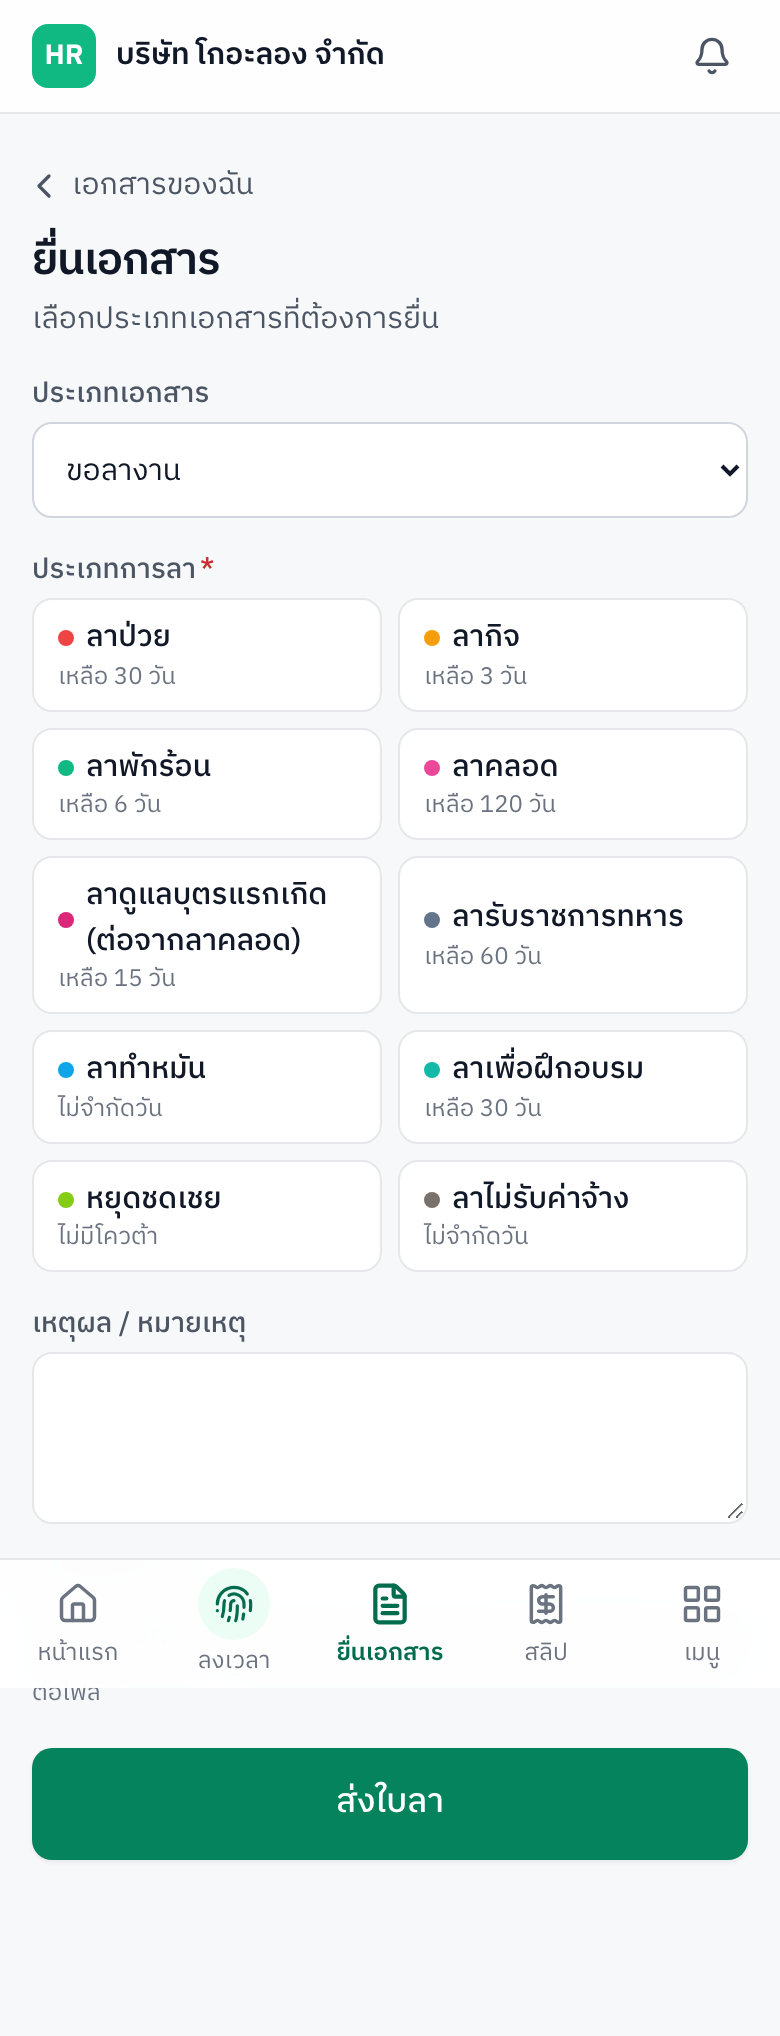 HR บริษัท โกอะลอง จำกัด
เอกสารของฉัน
ยื่นเอกสาร
เลือกประเภทเอกสารที่ต้องการยื่น
ประเภทเอกสาร
ขอลางาน
ประเภทการลา *
ลาป่วย
เหลือ 30 วัน
ลากิจ
เหลือ 3 วัน
ลาพักร้อน
เหลือ 6 วัน
ลาคลอด
เหลือ 120 วัน
ลาดูแลบุตรแรกเกิด
(ต่อจากลาคลอด)
เหลือ 15 วัน
ลารับราชการทหาร
เหลือ 60 วัน
ลาทำหมัน
ไม่จำกัดวัน
ลาเพื่อฝึกอบรม
เหลือ 30 วัน
หยุดชดเชย
ไม่มีโควต้า
ลาไม่รับค่าจ้าง
ไม่จำกัดวัน
เหตุผล / หมายเหตุ
หน้าแรก
ลงเวลา
ยื่นเอกสาร
สลิป
เมนู
ส่งใบลา